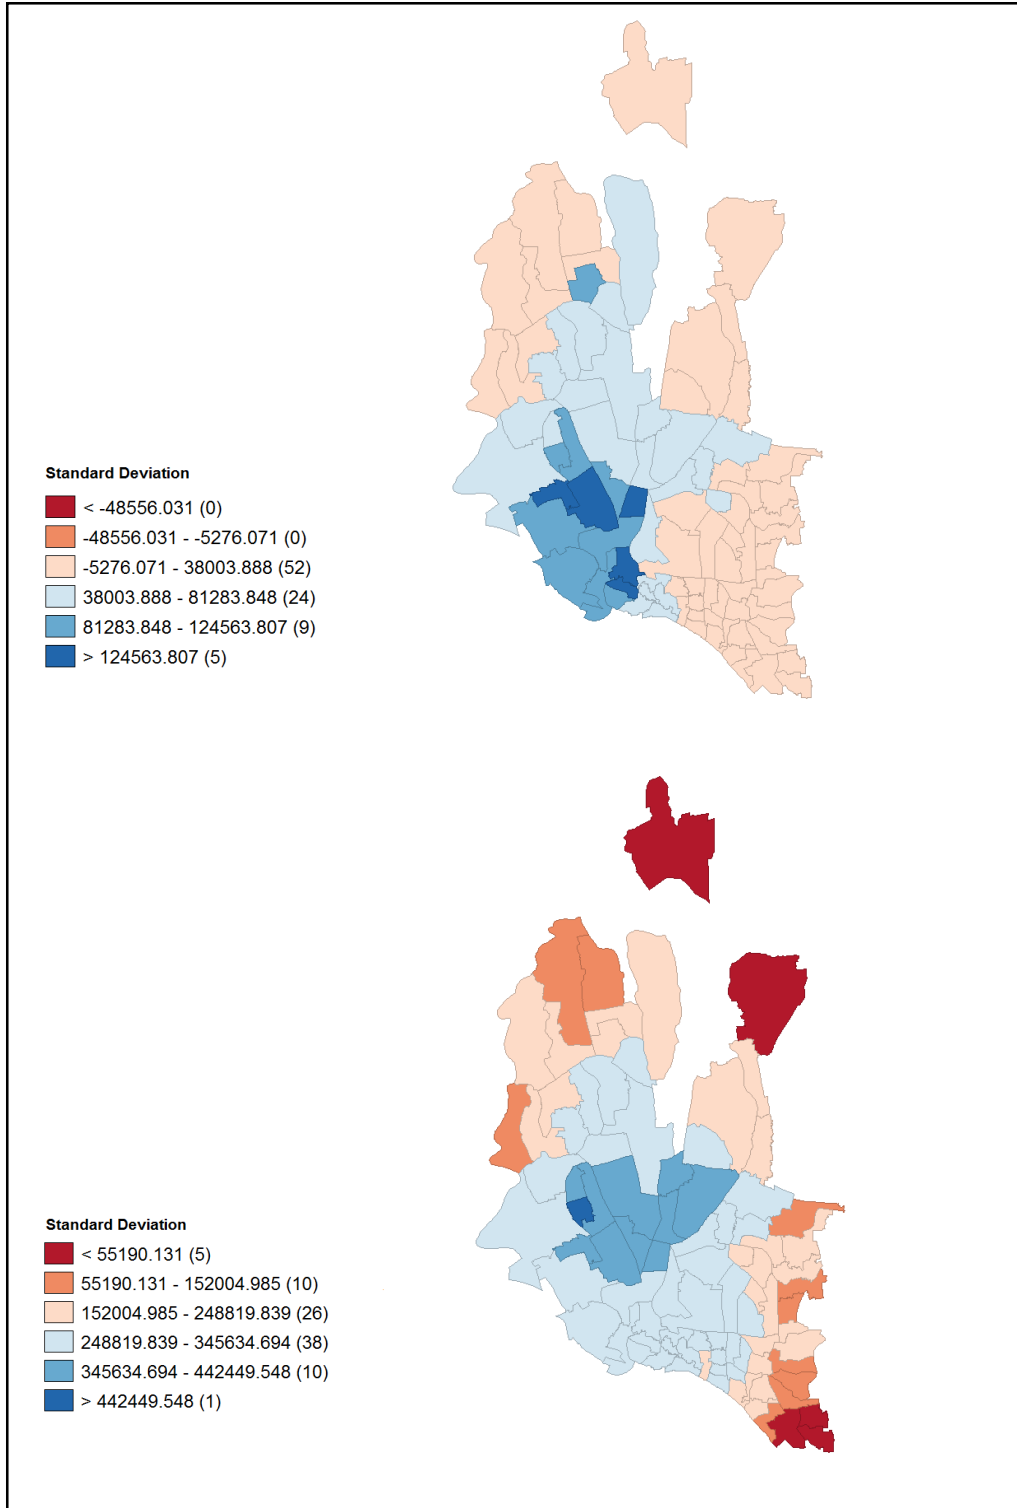 Standard Deviation
< -48556.031 (0)
-48556.031 - -5276.071 (0)
-5276.071 - 38003.888 (52)
38003.888 - 81283.848 (24)
81283.848 - 124563.807 (9)
> 124563.807 (5)
Standard Deviation
< 55190.131 (5)
55190.131 - 152004.985 (10)
152004.985 - 248819.839 (26)
248819.839 - 345634.694 (38)
345634.694 - 442449.548 (10)
> 442449.548 (1)